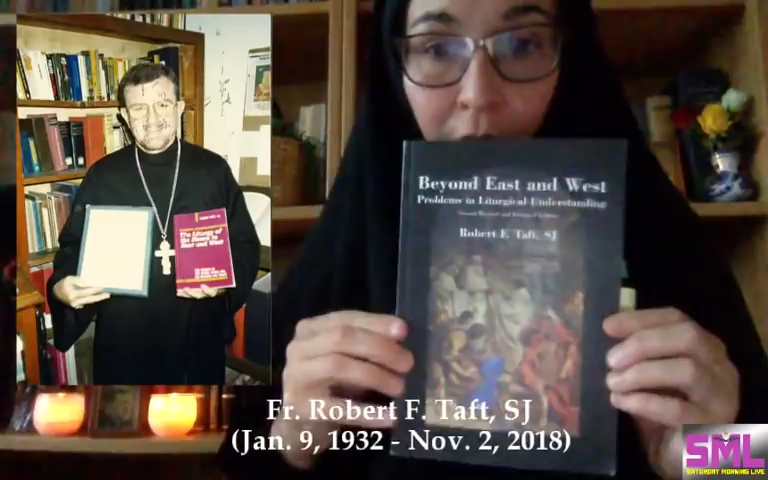 Beyond East and West
Problems in Liturgical Understanding
Robert F. Taft, SJ
The Liturgy of
the Hours in
East and West
Fr. Robert F. Taft, SJ
(Jan. 9, 1932 - Nov. 2, 2018)
SML
SATURDAY MORNING LIVE